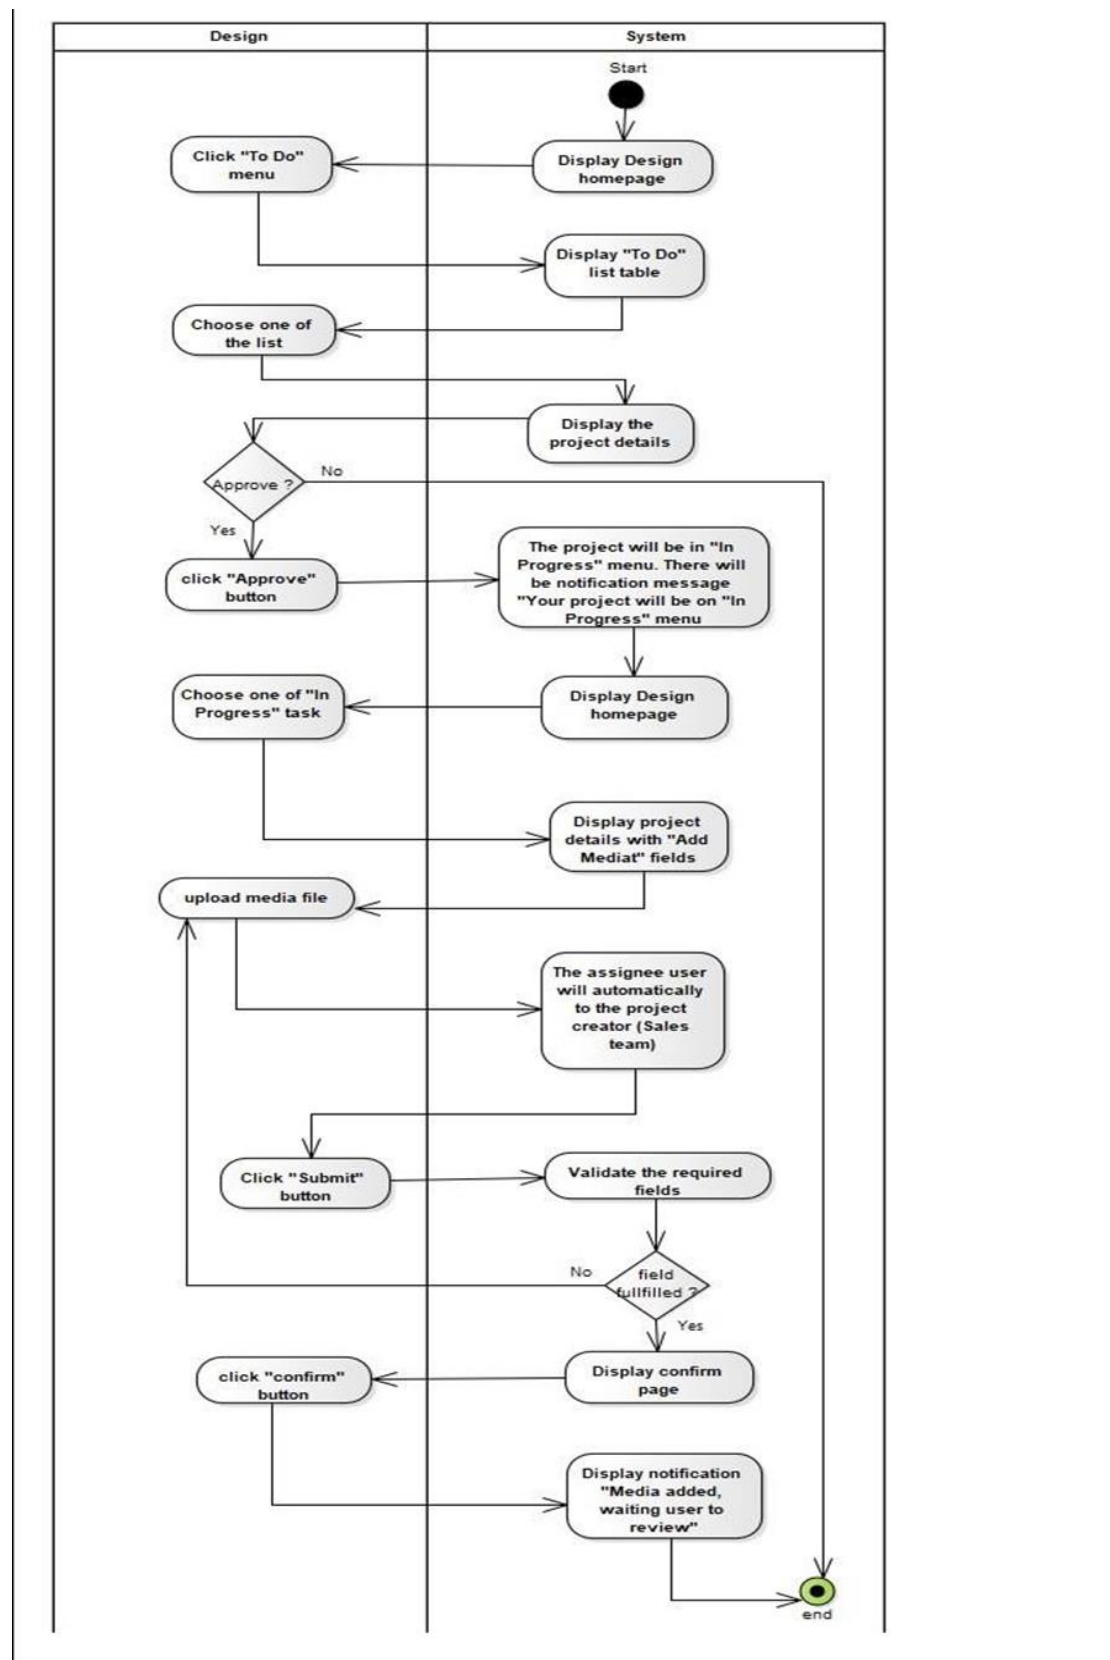 Design
System
Start
Display Design
homepage
Click "To Do"
menu
Display "To Do"
list table
Choose one of
the list
Display the
project details
Approve ?
No
Yes
click "Approve"
button
The project will be in "In
Progress" menu. There will
be notification message
"Your project will be on "In
Progress" menu
Display Design
homepage
Choose one of "In
Progress" task
Display project
details with "Add
Mediat" fields
upload media file
The assignee user
will automatically
to the project
creator (Sales
team)
Click "Submit"
button
Validate the required
fields
field
fullfilled ?
No
Yes
Display confirm
page
click "confirm"
button
Display notification
"Media added,
waiting user to
review"
end